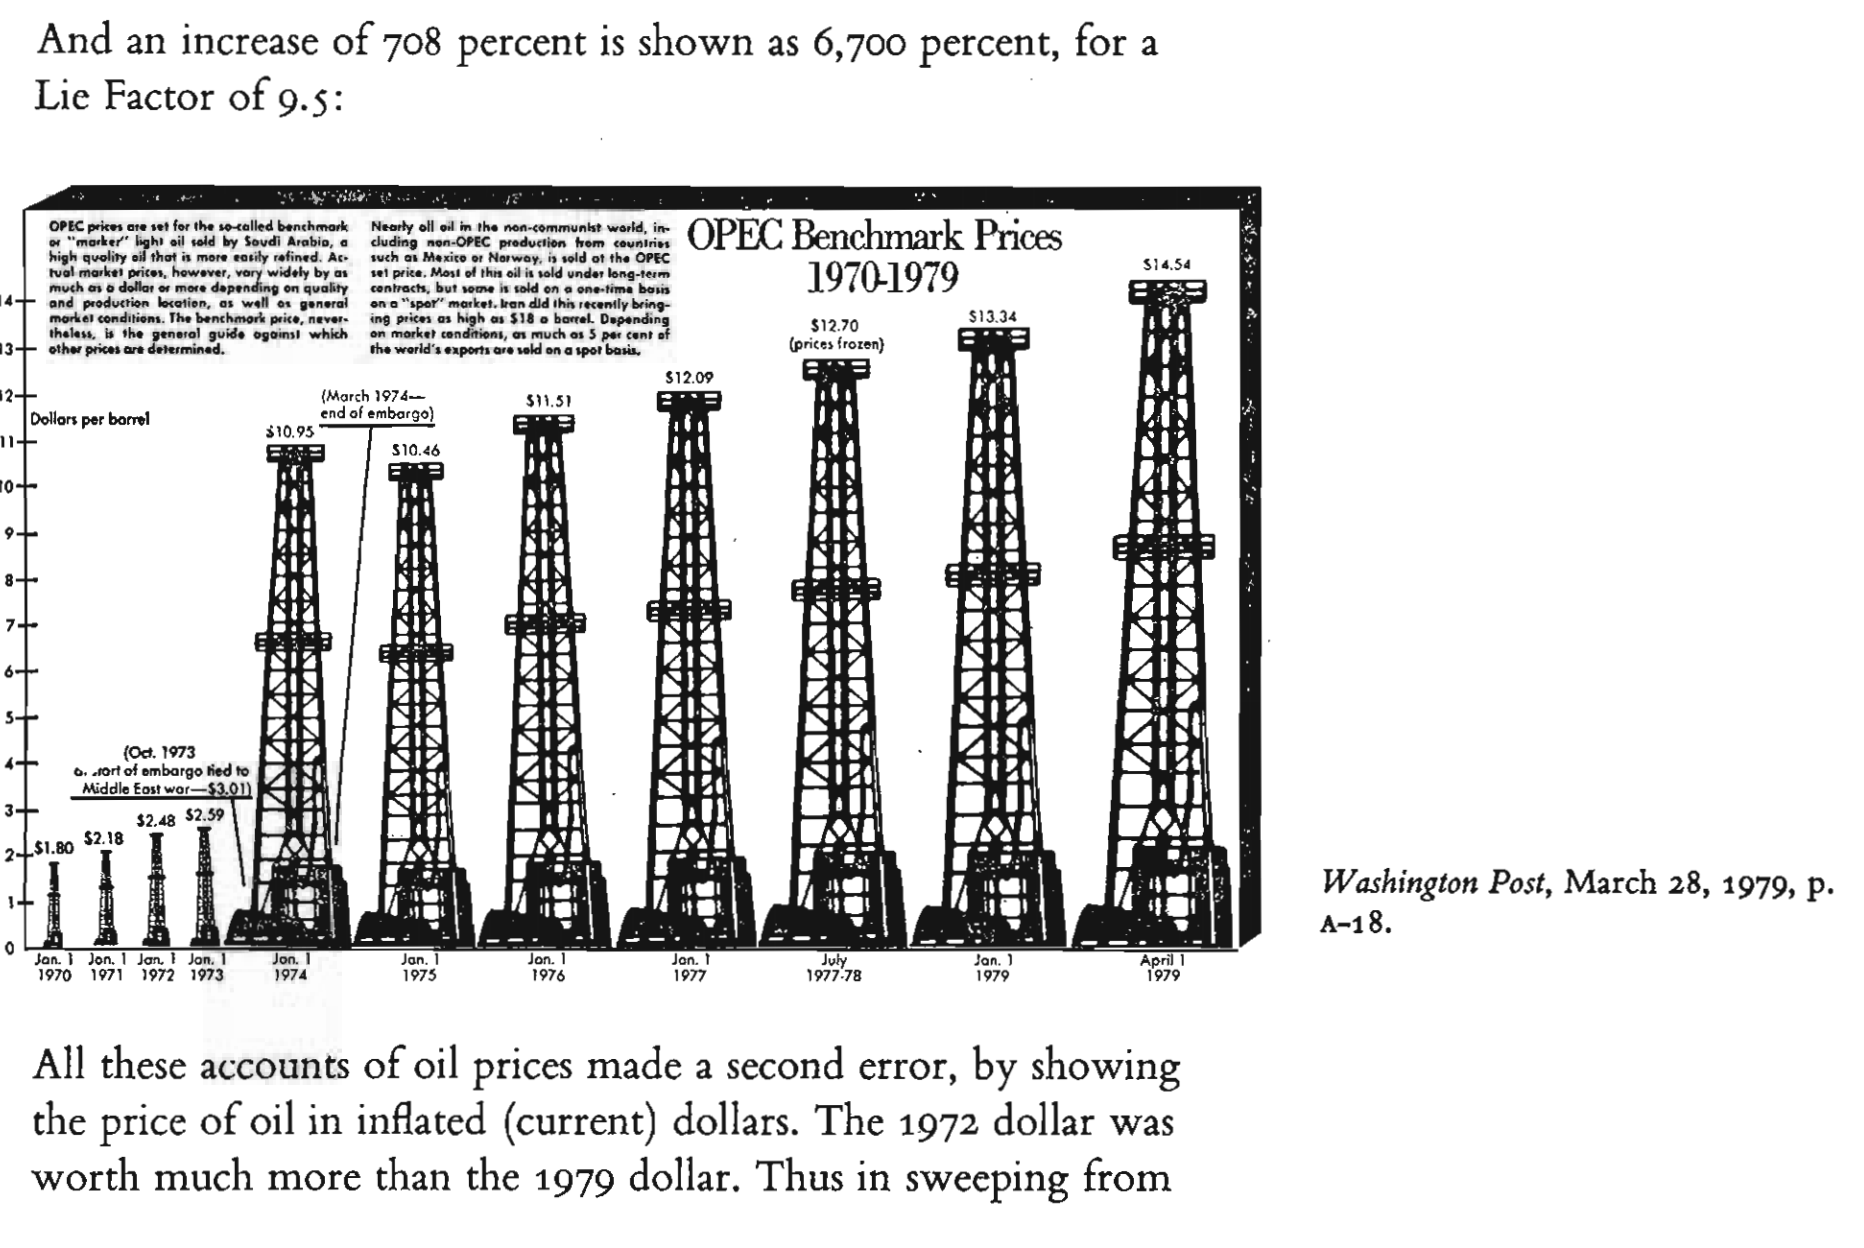 And an increase of 708 percent is shown as 6,700 percent, for a
Lie Factor of 9.5:
OPEC Benchmark Prices
1970-1979
OPEC prices are set for the so-called benchmark
or "marker" light oil sold by Saudi Arabia, a
high quality oil that is more easily refined. Ac-
tual market prices, however, vary widely by as
much as a dollar or more depending on quality
and production location, as well as general
market conditions. The benchmark price, never-
theless, is the general guide against which
other prices are determined.
Nearly all oil in the non-communist world, in-
cluding non-OPEC production from countries
such as Mexico or Norway, is sold at the OPEC
set price. Most of this oil is sold under long-term
contracts, but some is sold on a one-time basis
on a "spot" market. Iran did this recently bring-
ing prices as high as $18 a barrel. Depending
on market conditions, as much as 5 per cent of
the world's exports are sold on a spot basis.
Dollars per barrel
14
13
12
11
10
9
8
7
6
5
4
3
2
1
0
(Oct. 1973
of embargo tied to
Middle East war—$3.01)
(March 1974—
end of embargo)
$1.80
$2.18
$2.48
$2.59
$10.95
$10.46
$11.51
$12.09
$12.70
(prices frozen)
$13.34
$14.54
Jan. 1
1970
Jan. 1
1971
Jan. 1
1972
Jan. 1
1973
Jan. 1
1974
Jan. 1
1975
Jan. 1
1976
Jan. 1
1977
July
1977-78
Jan. 1
1979
April 1
1979
Washington Post, March 28, 1979, p.
A-18.
All these accounts of oil prices made a second error, by showing
the price of oil in inflated (current) dollars. The 1972 dollar was
worth much more than the 1979 dollar. Thus in sweeping from